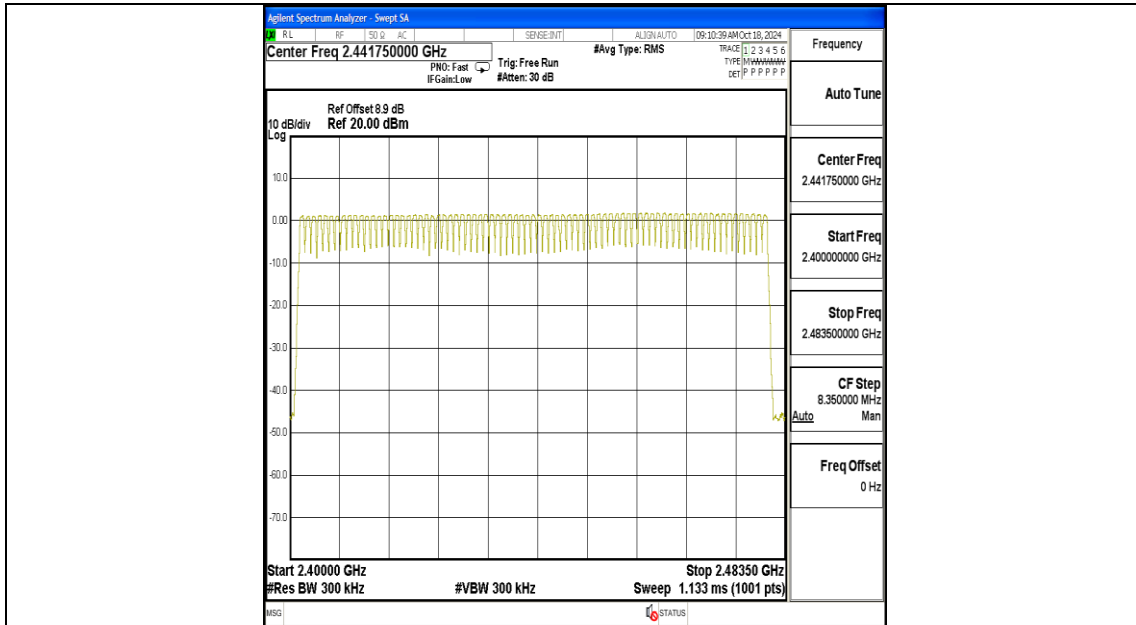 Agilent Spectrum Analyzer - Swept SA
RL RF 50 Ω AC SENSE:INT ALIGN AUTO 09:10:39 AM Oct 18, 2024
Center Freq 2.441750000 GHz
#Avg Type: RMS
TRACE 1 2 3 4 5 6
PNO: Fast
Trig: Free Run
TYPE
IFGain:Low
#Atten: 30 dB
DET P P P P P P
Ref Offset 8.9 dB
10 dB/div Ref 20.00 dBm
Log
10.0
0.00
-10.0
-20.0
-30.0
-40.0
-50.0
-60.0
-70.0
Start 2.40000 GHz
Stop 2.48350 GHz
#Res BW 300 kHz
#VBW 300 kHz
Sweep 1.133 ms (1001 pts)
MSG
STATUS
Frequency
Auto Tune
Center Freq
2.441750000 GHz
Start Freq
2.400000000 GHz
Stop Freq
2.483500000 GHz
CF Step
8.350000 MHz
Auto Man
Freq Offset
0 Hz